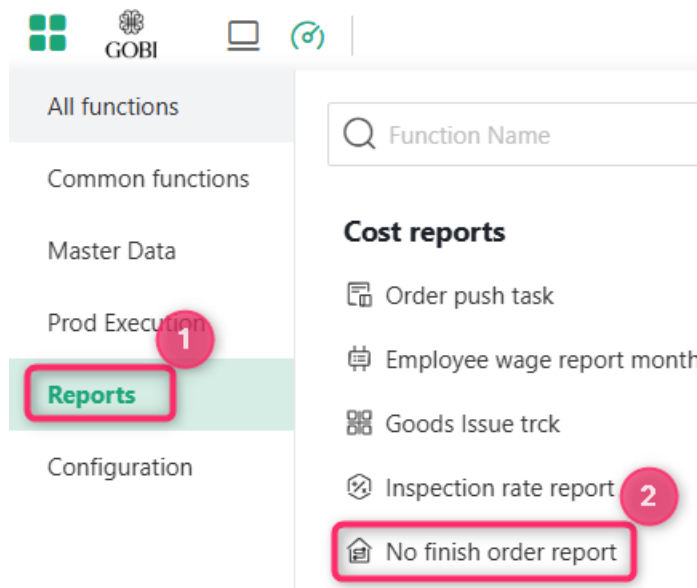 GOBI
All functions
Common functions
Master Data
Prod Execution
1
Reports
Configuration
Function Name
Cost reports
Order push task
Employee wage report month
Goods Issue trck
Inspection rate report
2
No finish order report